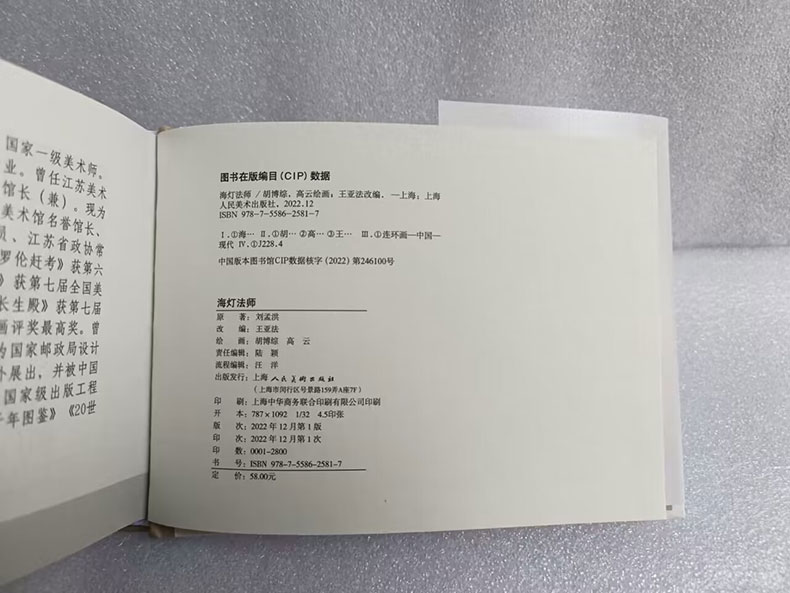 国家一级美术师。
业。曾任江苏美术
馆长（兼）。现为
美术馆名誉馆长、
员、江苏省政协常
罗伦赶考》获第六
》获第七届全国美
长生殿》获第七届
画评奖最高奖。曾
为国家邮政局设计
外展出，并被中国
国家级出版工程
千年图鉴》《20世
图书在版编目（CIP）数据
海灯法师 / 胡博综，高云绘画；王亚法改编．—上海：上海
人民美术出版社，2022.12
ISBN 978-7-5586-2581-7
Ⅰ.①海… Ⅱ.①胡… ②高… ③王… Ⅲ.①连环画—中国—
现代 Ⅳ.①J228.4
中国版本图书馆CIP数据核字（2022）第246100号
海灯法师
原 著：刘孟洪
改 编：王亚法
绘 画：胡博综 高 云
责任编辑：陆 颖
流程编辑：汪 洋
出版发行：上海人民美术出版社
（上海市闵行区号景路159弄A座7F）
印 刷：上海中华商务联合印刷有限公司印刷
开 本：787×1092 1/32 4.5印张
版 次：2022年12月第1版
印 次：2022年12月第1次
印 数：0001-2800
书 号：ISBN 978-7-5586-2581-7
定 价：58.00元